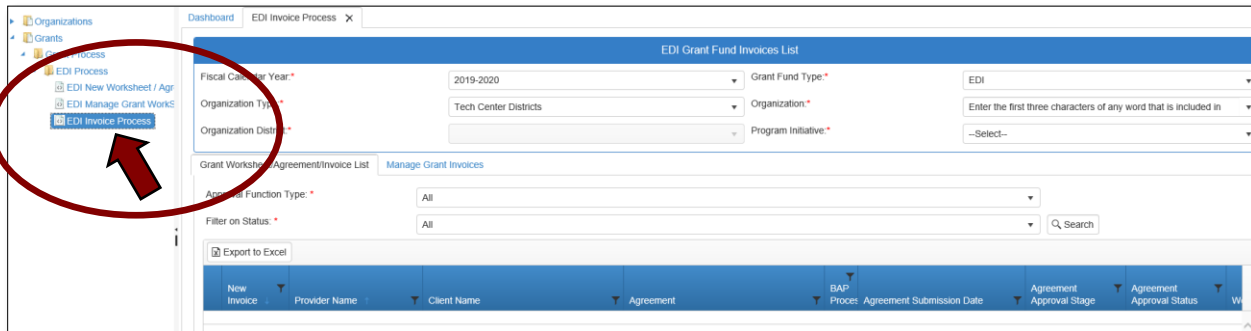 Organizations
Grants
Grant Process
EDI Process
EDI New Worksheet / Agr
EDI Manage Grant WorkS
EDI Invoice Process
Dashboard EDI Invoice Process X
EDI Grant Fund Invoices List
Fiscal Calendar Year:* 2019-2020 Grant Fund Type:* EDI
Organization Type:* Tech Center Districts Organization:* Enter the first three characters of any word that is included in
Organization District:* Program Initiative:* --Select--
Grant Worksheet/Agreement/Invoice List Manage Grant Invoices
Approval Function Type: * All
Filter on Status: * All Search
Export to Excel
New Invoice Provider Name Client Name Agreement BAP Proces Agreement Submission Date Agreement Approval Stage Agreement Approval Status W